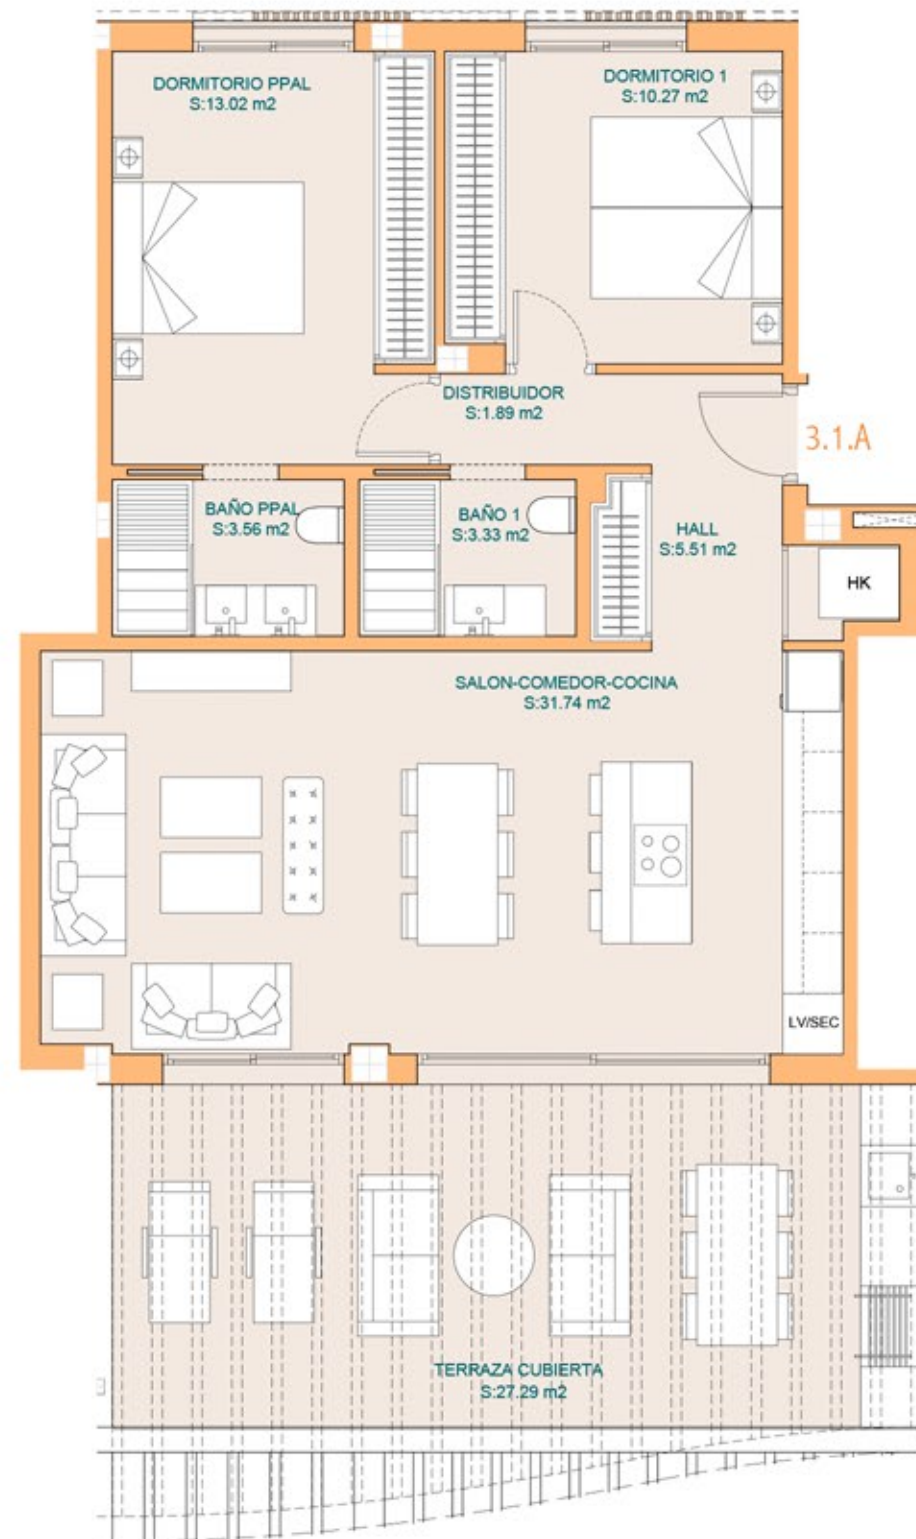 DORMITORIO PPAL
S:13.02 m2
DORMITORIO 1
S:10.27 m2
DISTRIBUIDOR
S:1.89 m2
3.1.A
BAÑO PPAL
S:3.56 m2
BAÑO 1
S:3.33 m2
HALL
S:5.51 m2
HK
SALON-COMEDOR-COCINA
S:31.74 m2
LV/SEC
TERRAZA CUBIERTA
S:27.29 m2